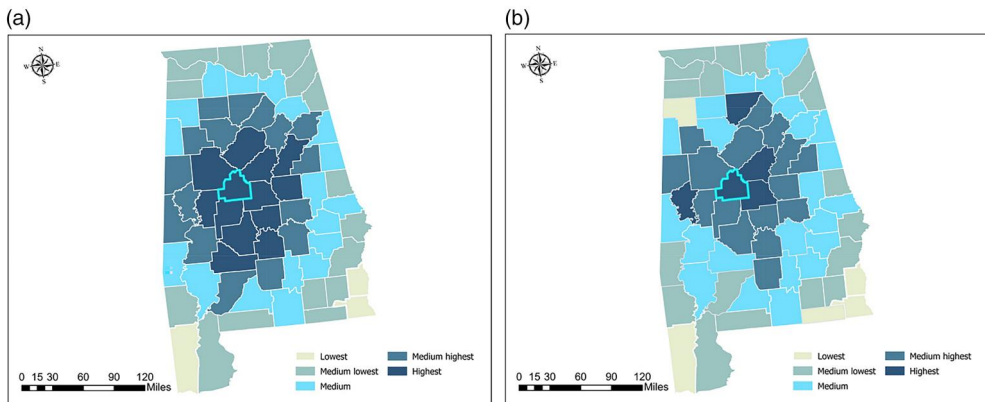 (a)
N
W E
S
Lowest
Medium lowest
Medium
Medium highest
Highest
0 15 30 60 90 120
Miles
(b)
N
W E
S
Lowest
Medium lowest
Medium
Medium highest
Highest
0 15 30 60 90 120
Miles